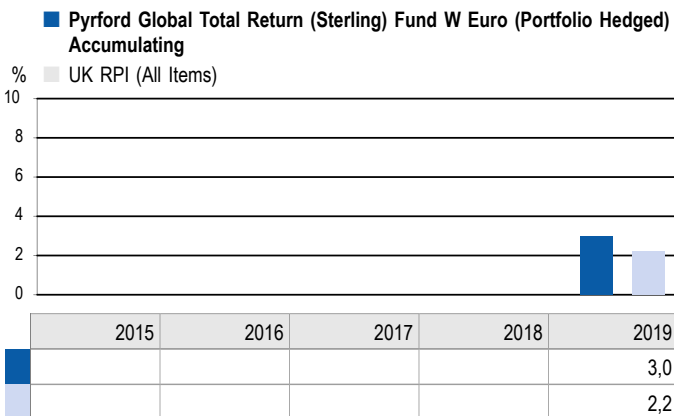 Pyrford Global Total Return (Sterling) Fund W Euro (Portfolio Hedged)
Accumulating
% UK RPI (All Items)
10
8
6
4
2
0
2015 2016 2017 2018 2019
3,0
2,2